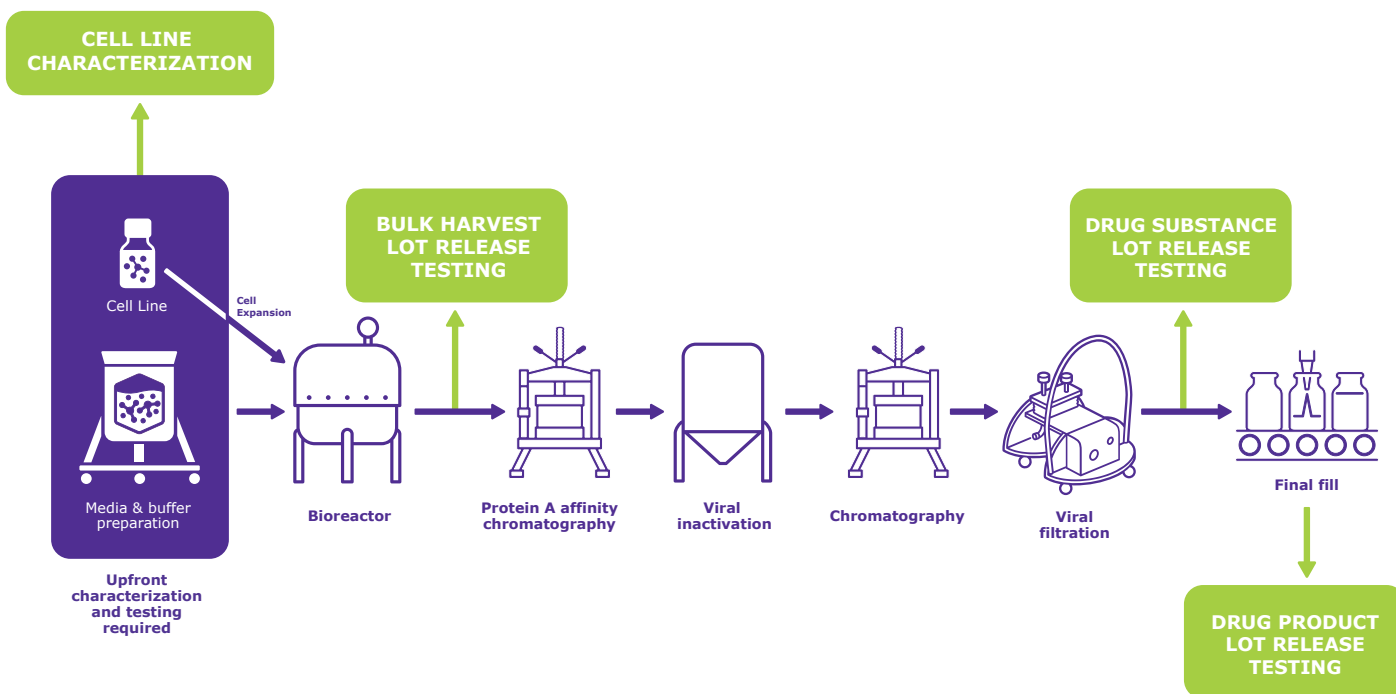 CELL LINE
CHARACTERIZATION
Cell Line
Cell
Expansion
Media & buffer
preparation
Upfront
characterization
and testing
required
BULK HARVEST
LOT RELEASE
TESTING
Bioreactor
Protein A affinity
chromatography
Viral
inactivation
Chromatography
Viral
filtration
DRUG SUBSTANCE
LOT RELEASE
TESTING
Final fill
DRUG PRODUCT
LOT RELEASE
TESTING